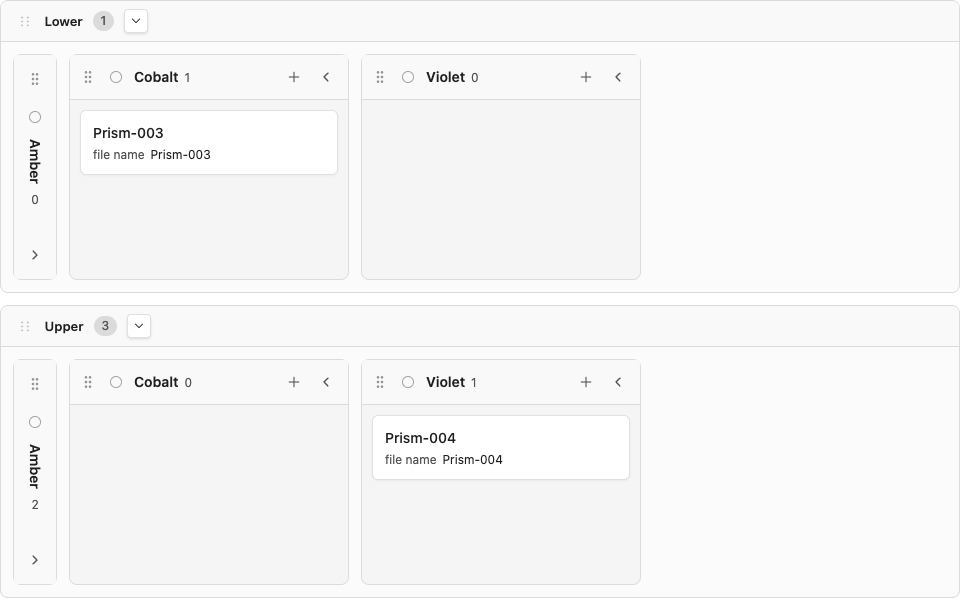 Lower 1
Amber
0
Cobalt 1
Prism-003
file name Prism-003
Violet 0
Upper 3
Amber
2
Cobalt 0
Violet 1
Prism-004
file name Prism-004